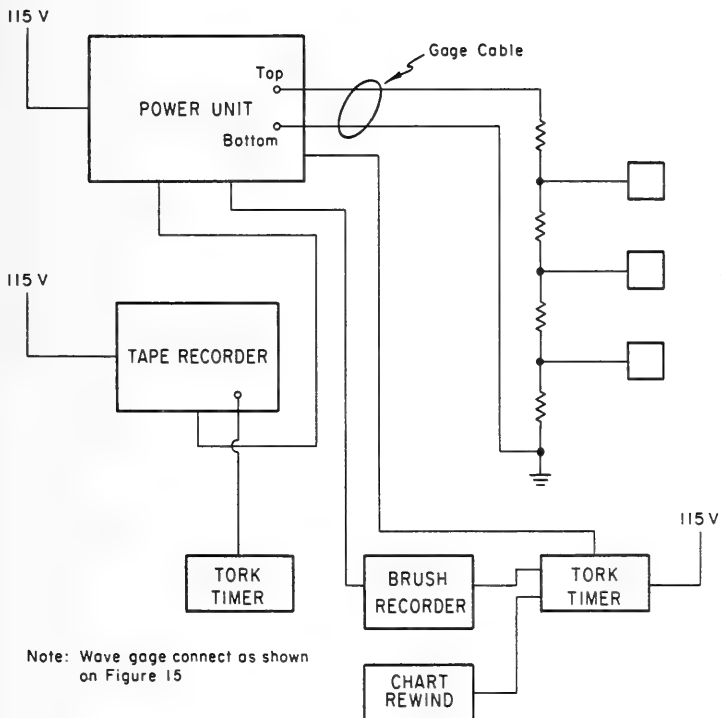 115 V
Gage Cable
Top
POWER UNIT
Bottom
115 V
TAPE RECORDER
115 V
TORK
TIMER
BRUSH
RECORDER
TORK
TIMER
Note: Wave gage connect as shown
on Figure 15
CHART
REWIND